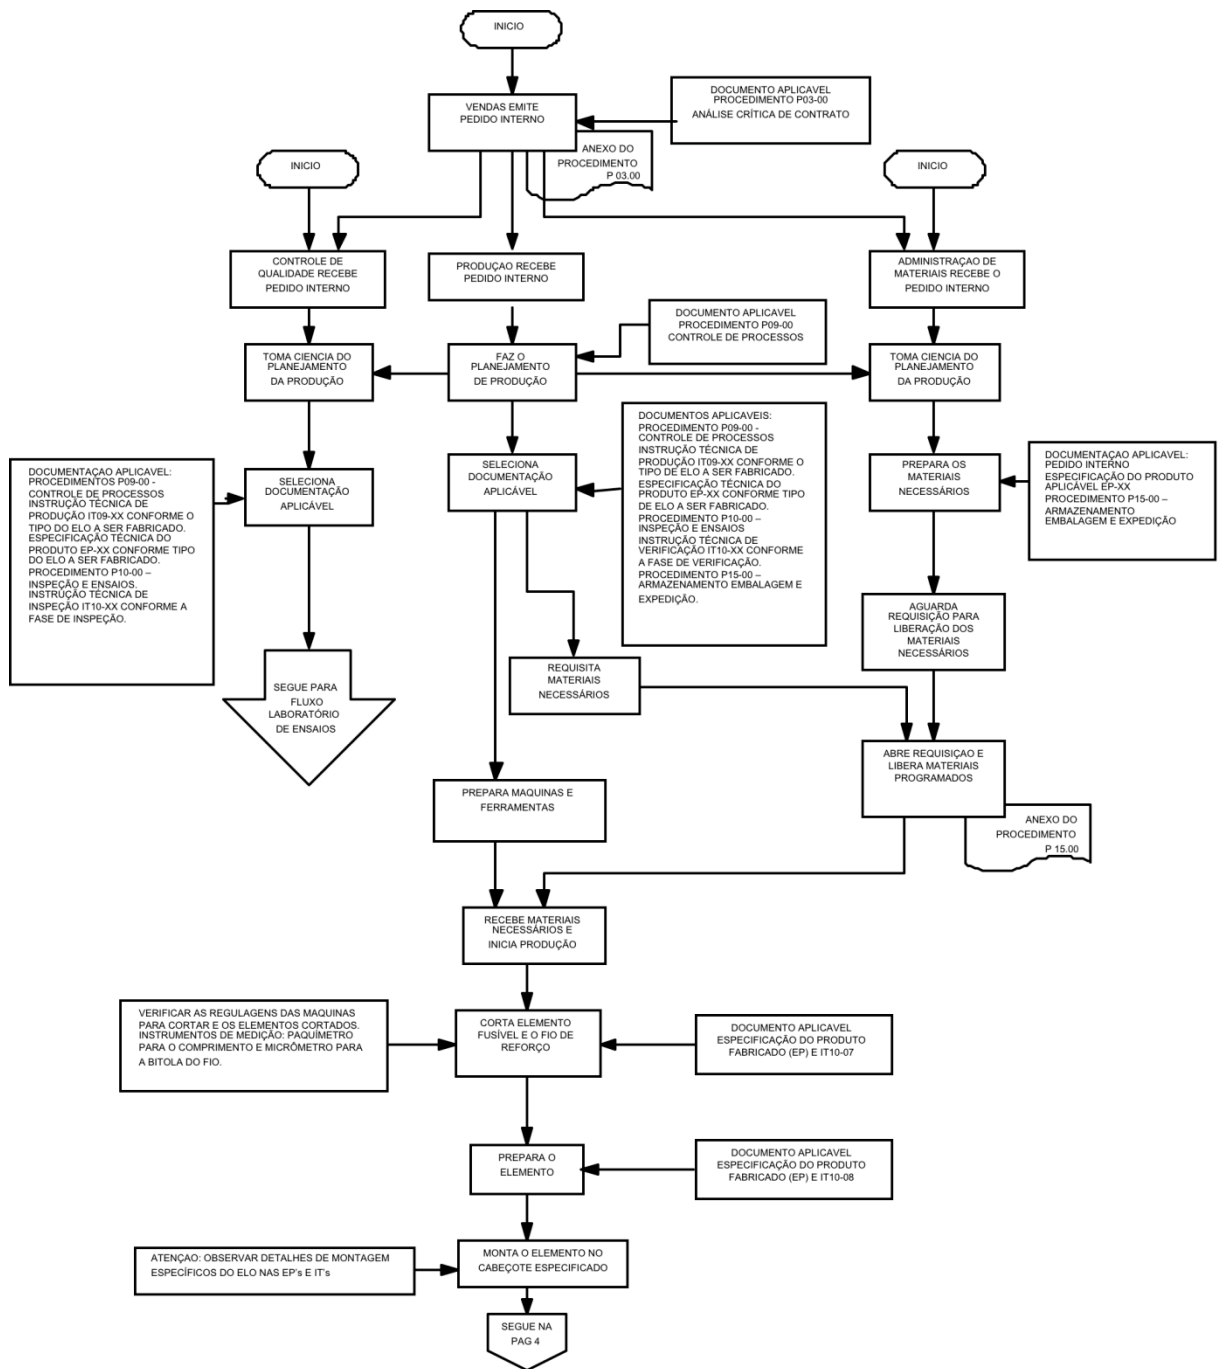 INICIO
VENDAS EMITE
PEDIDO INTERNO
DOCUMENTO APLICAVEL
PROCEDIMENTO P03-00
ANÁLISE CRÍTICA DE CONTRATO
ANEXO DO
PROCEDIMENTO
P 03.00
INICIO
INICIO
CONTROLE DE
QUALIDADE RECEBE
PEDIDO INTERNO
PRODUÇAO RECEBE
PEDIDO INTERNO
ADMINISTRAÇAO DE
MATERIAIS RECEBE O
PEDIDO INTERNO
DOCUMENTO APLICAVEL
PROCEDIMENTO P09-00
CONTROLE DE PROCESSOS
TOMA CIENCIA DO
PLANEJAMENTO
DA PRODUÇÃO
FAZ O
PLANEJAMENTO
DE PRODUÇÃO
TOMA CIENCIA DO
PLANEJAMENTO
DA PRODUÇÃO
DOCUMENTAÇAO APLICAVEL:
PROCEDIMENTOS P09-00 -
CONTROLE DE PROCESSOS
INSTRUÇÃO TÉCNICA DE
PRODUÇÃO IT09-XX CONFORME O
TIPO DO ELO A SER FABRICADO.
ESPECIFICAÇÃO TÉCNICA DO
PRODUTO EP-XX CONFORME TIPO
DO ELO A SER FABRICADO.
PROCEDIMENTO P10-00 –
INSPEÇÃO E ENSAIOS.
INSTRUÇÃO TÉCNICA DE
INSPEÇÃO IT10-XX CONFORME A
FASE DE INSPEÇÃO.
SELECIONA
DOCUMENTAÇÃO
APLICÁVEL
SELECIONA
DOCUMENTAÇÃO
APLICÁVEL
DOCUMENTOS APLICAVEIS:
PROCEDIMENTO P09-00 -
CONTROLE DE PROCESSOS
INSTRUÇÃO TÉCNICA DE
PRODUÇÃO IT09-XX CONFORME O
TIPO DE ELO A SER FABRICADO.
ESPECIFICAÇÃO TÉCNICA DO
PRODUTO EP-XX CONFORME TIPO
DE ELO A SER FABRICADO.
PROCEDIMENTO P10-00 –
INSPEÇÃO E ENSAIOS
INSTRUÇÃO TÉCNICA DE
VERIFICAÇÃO IT10-XX CONFORME
A FASE DE VERIFICAÇÃO.
PROCEDIMENTO P15-00 –
ARMAZENAMENTO EMBALAGEM E
EXPEDIÇÃO.
PREPARA OS
MATERIAIS
NECESSÁRIOS
DOCUMENTAÇAO APLICAVEL:
PEDIDO INTERNO
ESPECIFICAÇÃO DO PRODUTO
APLICÁVEL EP-XX
PROCEDIMENTO P15-00 –
ARMAZENAMENTO
EMBALAGEM E EXPEDIÇÃO
AGUARDA
REQUISIÇÃO PARA
LIBERAÇÃO DOS
MATERIAIS
NECESSÁRIOS
REQUISITA
MATERIAIS
NECESSÁRIOS
SEGUE PARA
FLUXO
LABORATÓRIO
DE ENSAIOS
ABRE REQUISIÇAO E
LIBERA MATERIAIS
PROGRAMADOS
PREPARA MAQUINAS E
FERRAMENTAS
ANEXO DO
PROCEDIMENTO
P 15.00
RECEBE MATERIAIS
NECESSÁRIOS E
INICIA PRODUÇÃO
VERIFICAR AS REGULAGENS DAS MAQUINAS
PARA CORTAR E OS ELEMENTOS CORTADOS.
INSTRUMENTOS DE MEDIÇÃO: PAQUÍMETRO
PARA O COMPRIMENTO E MICRÔMETRO PARA
A BITOLA DO FIO.
CORTA ELEMENTO
FUSÍVEL E O FIO DE
REFORÇO
DOCUMENTO APLICAVEL
ESPECIFICAÇÃO DO PRODUTO
FABRICADO (EP) E IT10-07
PREPARA O
ELEMENTO
DOCUMENTO APLICAVEL
ESPECIFICAÇÃO DO PRODUTO
FABRICADO (EP) E IT10-08
ATENÇAO: OBSERVAR DETALHES DE MONTAGEM
ESPECÍFICOS DO ELO NAS EP's E IT's
MONTA O ELEMENTO NO
CABEÇOTE ESPECIFICADO
SEGUE NA
PAG 4